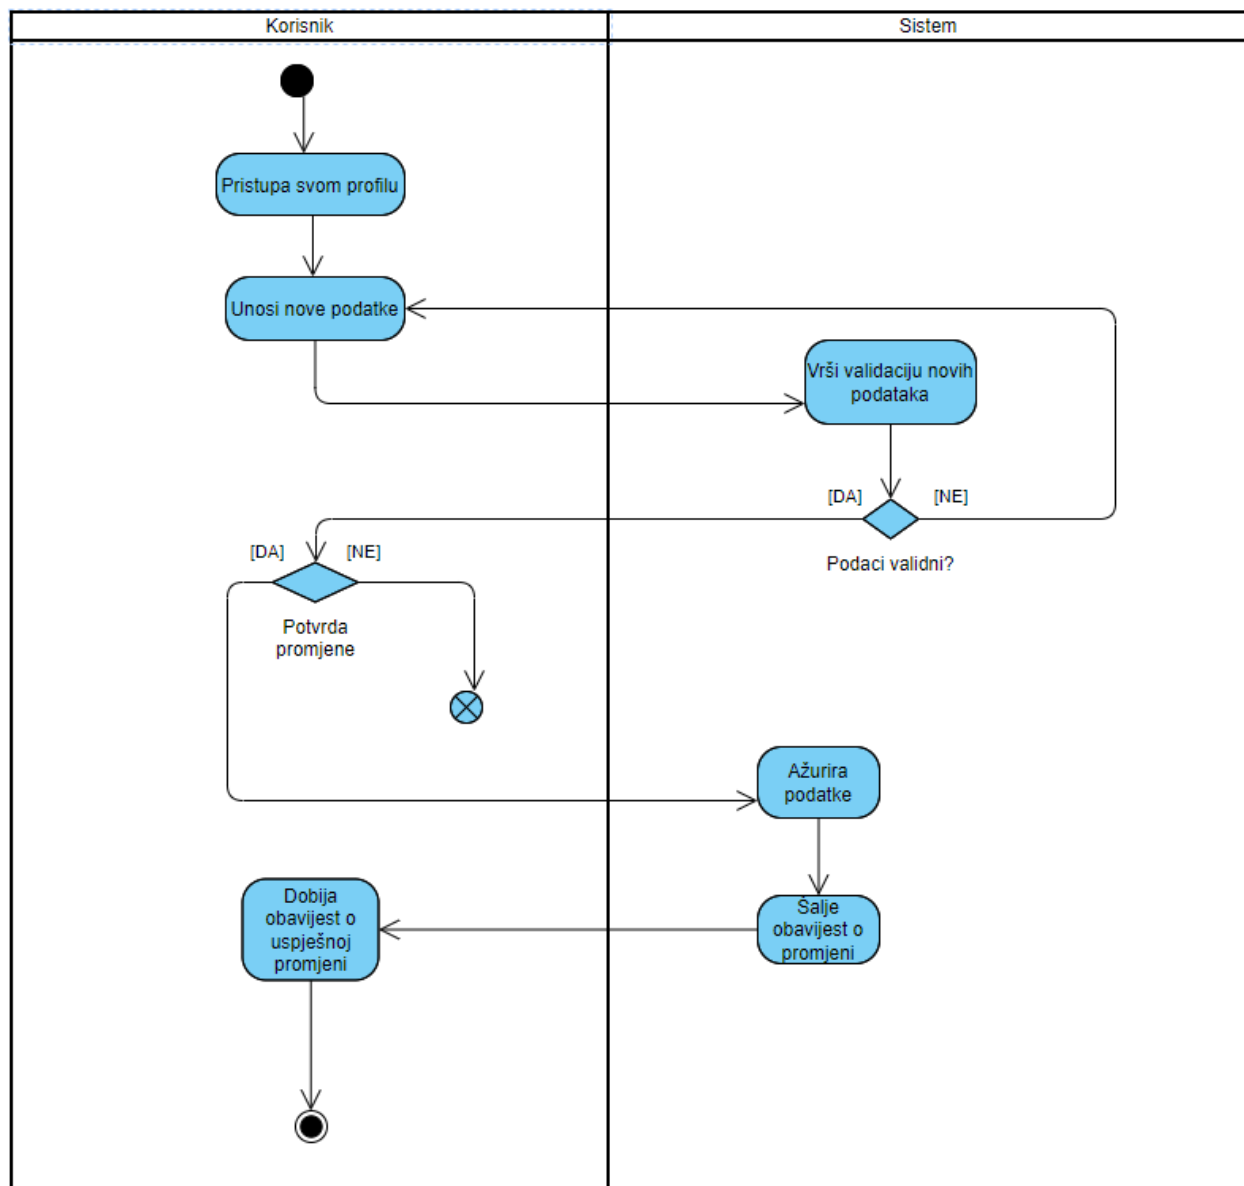 Korisnik
Sistem
Pristupa svom profilu
Unosi nove podatke
Vrši validaciju novih
podataka
[DA]
[NE]
Podaci validni?
[DA]
[NE]
Potvrda
promjene
Ažurira
podatke
Dobija
obavijest o
uspješnoj
promjeni
Šalje
obavijest o
promjeni